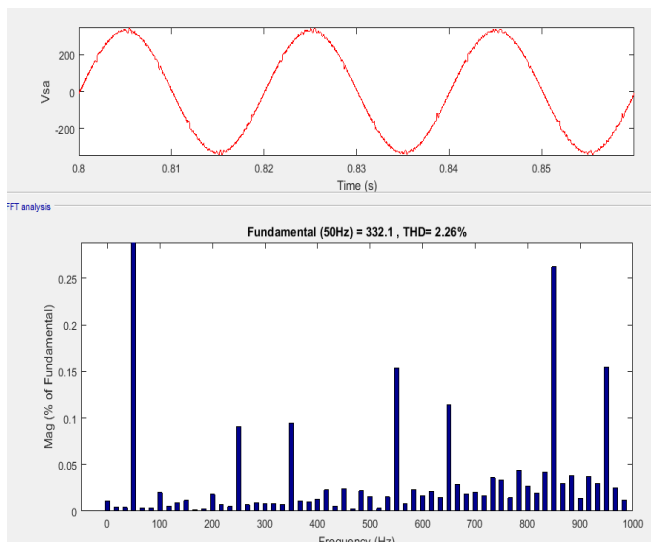 200
0
-200
Vsa
0.8 0.81 0.82 0.83 0.84 0.85
Time (s)
FFT analysis
Fundamental (50Hz) = 332.1 , THD= 2.26%
0.25
0.2
0.15
0.1
0.05
0
Mag (% of Fundamental)
0 100 200 300 400 500 600 700 800 900 1000
Frequency (Hz)